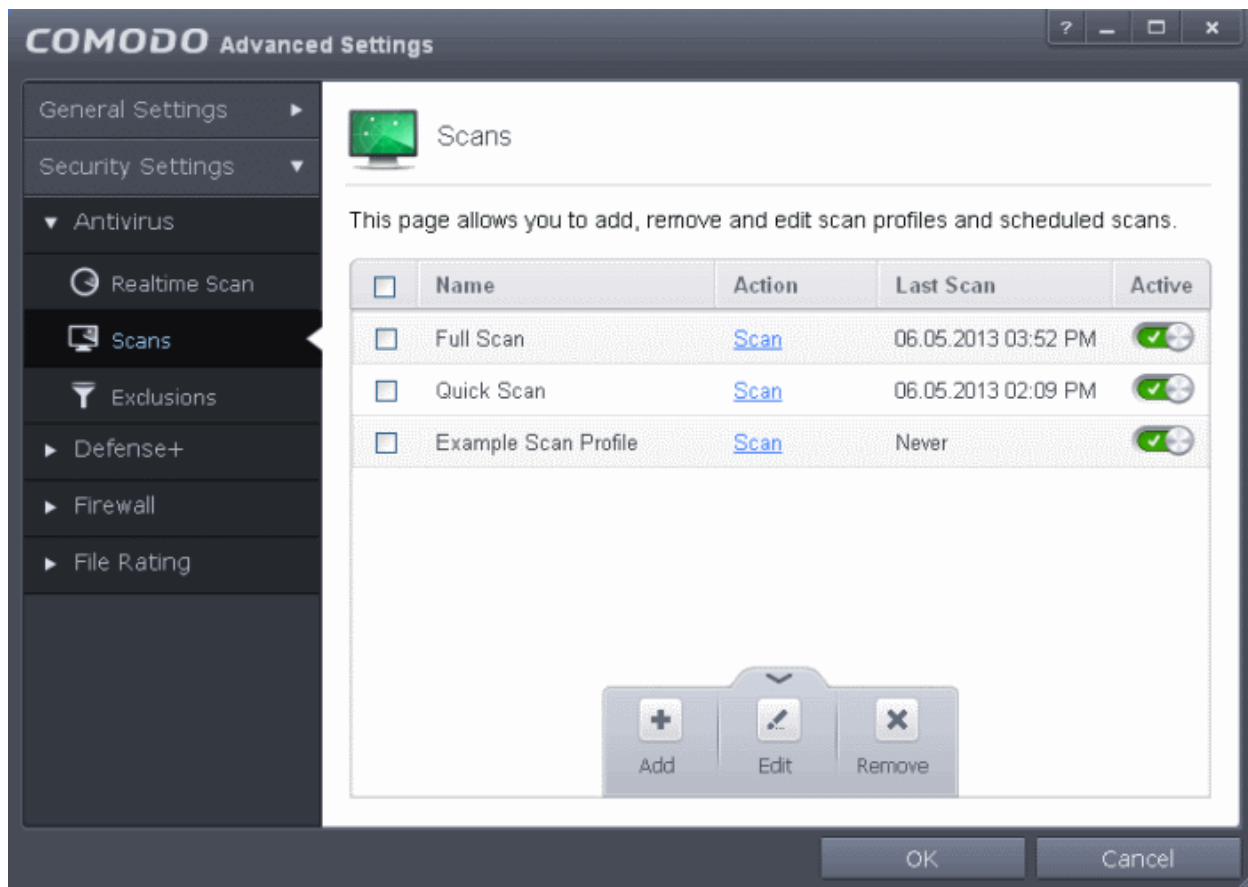 COMODO Advanced Settings
?
General Settings
Security Settings
Antivirus
Realtime Scan
Scans
Exclusions
Defense+
Firewall
File Rating
Scans
This page allows you to add, remove and edit scan profiles and scheduled scans.
Name Action Last Scan Active
Full Scan Scan 06.05.2013 03:52 PM
Quick Scan Scan 06.05.2013 02:09 PM
Example Scan Profile Scan Never
Add Edit Remove
OK Cancel